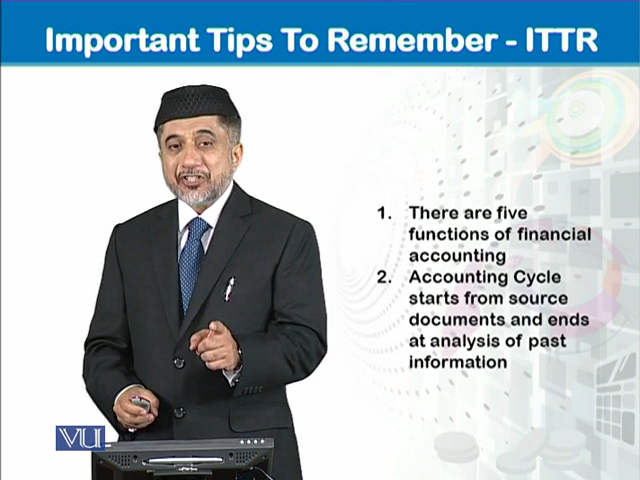 Important Tips To Remember - ITTR
1. There are five
functions of financial
accounting
2. Accounting Cycle
starts from source
documents and ends
at analysis of past
information
VU